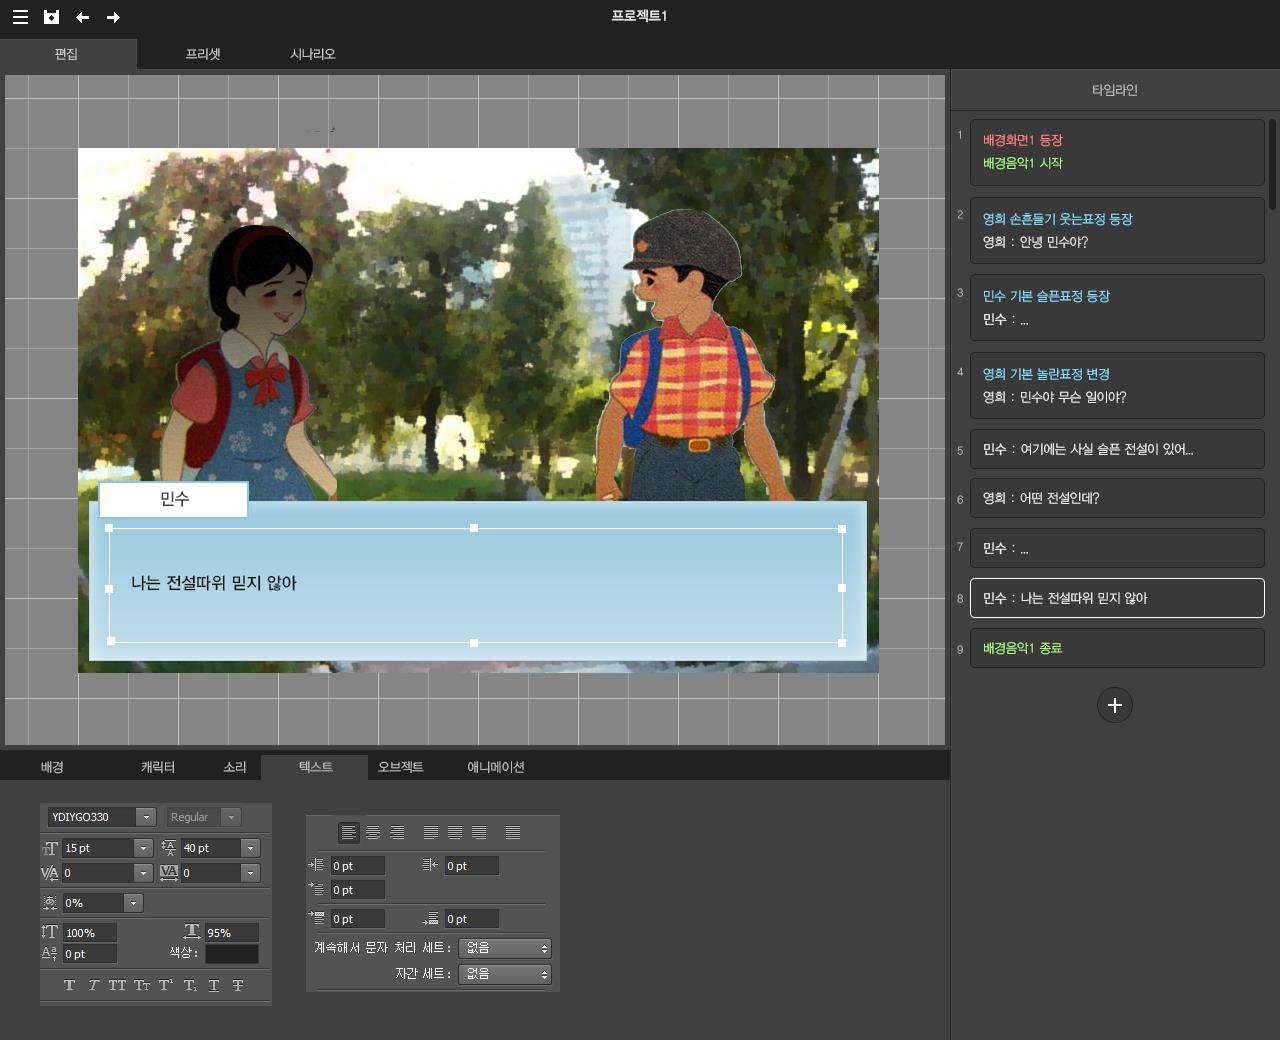 프로젝트1
편집
프리셋
시나리오
타임라인
1
배경화면1 등장
배경음악1 시작
2
영희 손흔들기 웃는표정 등장
영희 : 안녕 민수야?
3
민수 기본 슬픈표정 등장
민수 : ...
4
영희 기본 놀란표정 변경
영희 : 민수야 무슨 일이야?
5
민수 : 여기에는 사실 슬픈 전설이 있어...
6
영희 : 어떤 전설인데?
7
민수 : ...
8
민수 : 나는 전설따위 믿지 않아
9
배경음악1 종료
민수
나는 전설따위 믿지 않아
배경
캐릭터
소리
텍스트
오브젝트
애니메이션
YDIYGO330
Regular
15 pt
40 pt
0
0
0%
100%
95%
0 pt
색상:
0 pt
0 pt
0 pt
0 pt
0 pt
계속해서 문자 처리 세트:
없음
자간 세트:
없음